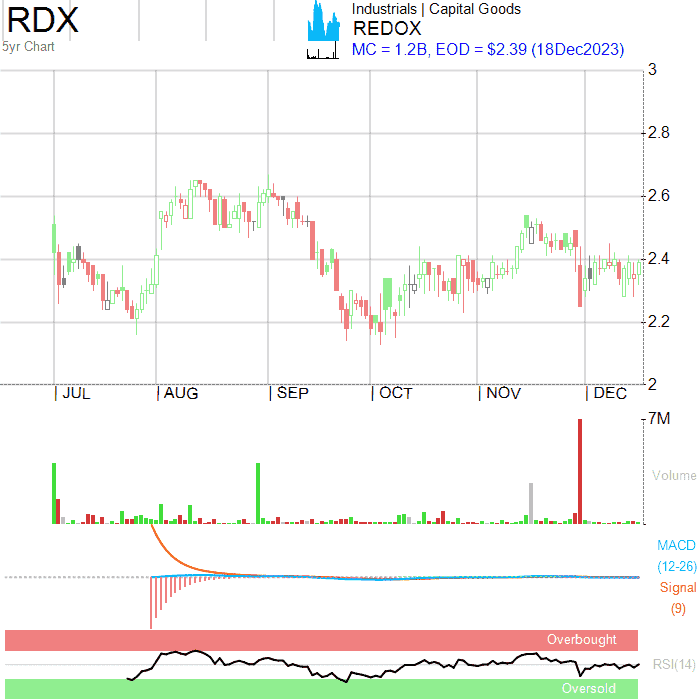 RDX
Industrials | Capital Goods
REDOX
5yr Chart
MC = 1.2B, EOD = $2.39 (18Dec2023)
3
2.8
2.6
2.4
2.2
2
| JUL | AUG | SEP | OCT | NOV | DEC
7M
Volume
MACD
(12-26)
Signal
(9)
Overbought
RSI(14)
Oversold